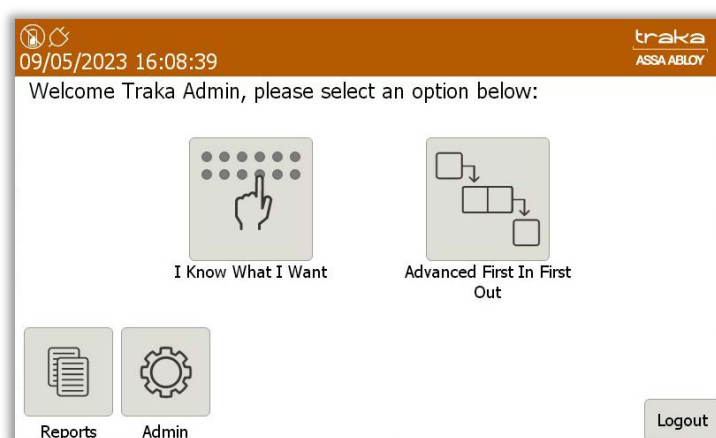 traka
09/05/2023 16:08:39
ASSA ABLOY
Welcome Traka Admin, please select an option below:
I Know What I Want
Advanced First In First
Out
Reports
Admin
Logout